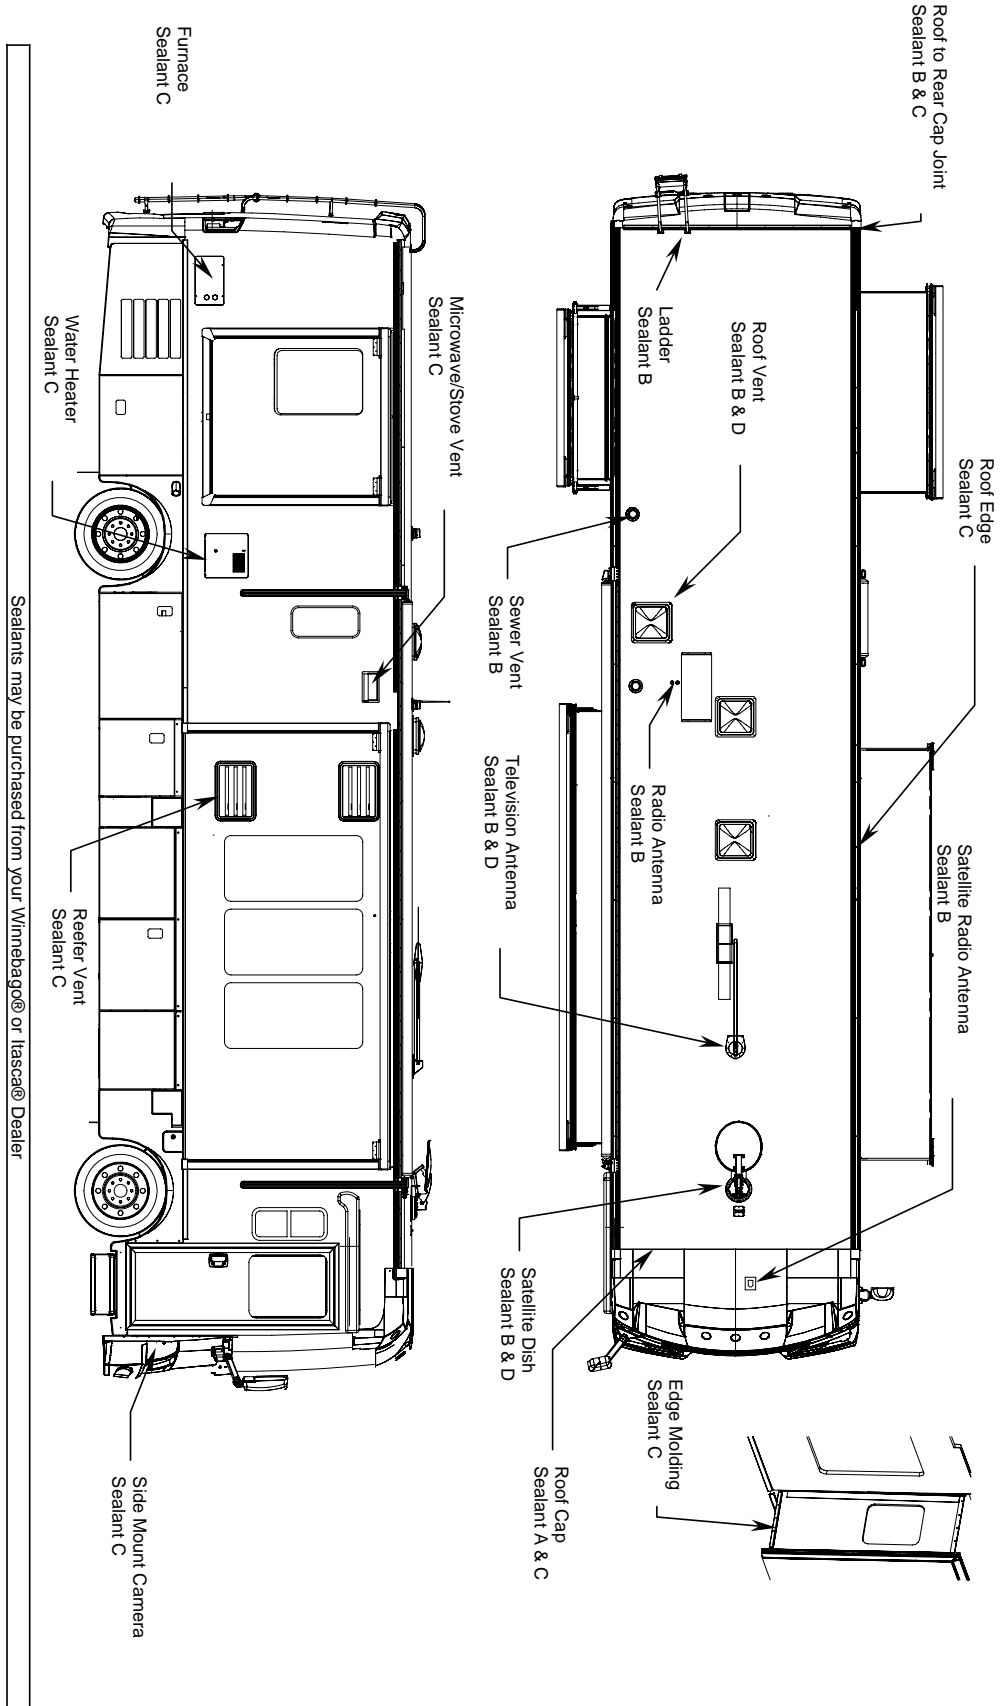 Roof to Rear Cap Joint
Sealant B & C
Roof Edge
Sealant C
Satellite Radio Antenna
Sealant B
Ladder
Sealant B
Roof Vent
Sealant B & D
Radio Antenna
Sealant B
Edge Molding
Sealant C
Sewer Vent
Sealant B
Television Antenna
Sealant B & D
Satellite Dish
Sealant B & D
Roof Cap
Sealant A & C
Microwave/Stove Vent
Sealant C
Furnace
Sealant C
Water Heater
Sealant C
Reefer Vent
Sealant C
Side Mount Camera
Sealant C
Sealants may be purchased from your Winnebago® or Itasca® Dealer